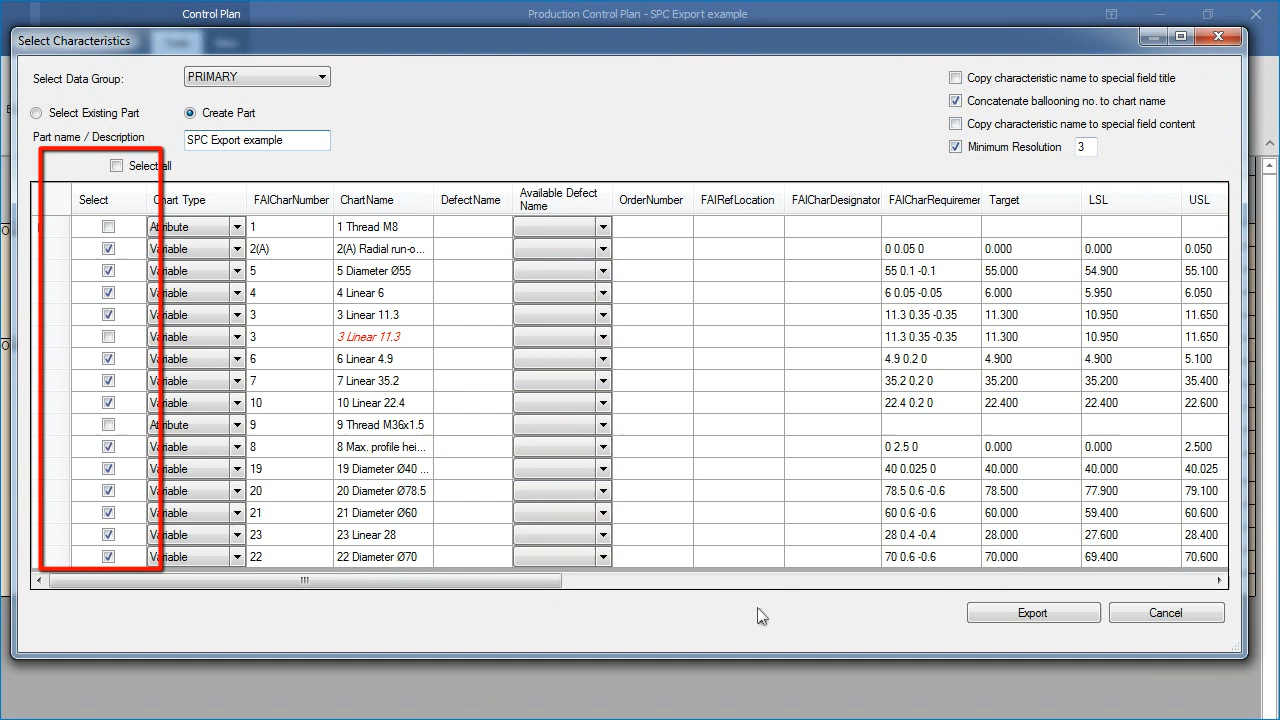 Control Plan
Production Control Plan - SPC Export example
Select Characteristics
Select Data Group: PRIMARY
Copy characteristic name to special field title
Select Existing Part Create Part
Concatenate ballooning no. to chart name
Copy characteristic name to special field content
Part name / Description SPC Export example
Minimum Resolution 3
Select all
Select Chart Type FAICharNumber ChartName DefectName Available Defect Name OrderNumber FAIRefLocation FAICharDesignator FAICharRequiremer Target LSL USL
Attribute 1 1 Thread M8
Variable 2(A) 2(A) Radial run-o... 0 0.05 0 0.000 0.000 0.050
Variable 5 5 Diameter Ø55 55 0.1 -0.1 55.000 54.900 55.100
Variable 4 4 Linear 6 6 0.05 -0.05 6.000 5.950 6.050
Variable 3 3 Linear 11.3 11.3 0.35 -0.35 11.300 10.950 11.650
Variable 3 3 Linear 11.3 11.3 0.35 -0.35 11.300 10.950 11.650
Variable 6 6 Linear 4.9 4.9 0.2 0 4.900 4.900 5.100
Variable 7 7 Linear 35.2 35.2 0.2 0 35.200 35.200 35.400
Variable 10 10 Linear 22.4 22.4 0.2 0 22.400 22.400 22.600
Attribute 9 9 Thread M36x1.5
Variable 8 8 Max. profile hei... 0 2.5 0 0.000 0.000 2.500
Variable 19 19 Diameter Ø40 ... 40 0.025 0 40.000 40.000 40.025
Variable 20 20 Diameter Ø78.5 78.5 0.6 -0.6 78.500 77.900 79.100
Variable 21 21 Diameter Ø60 60 0.6 -0.6 60.000 59.400 60.600
Variable 23 23 Linear 28 28 0.4 -0.4 28.000 27.600 28.400
Variable 22 22 Diameter Ø70 70 0.6 -0.6 70.000 69.400 70.600
Export Cancel